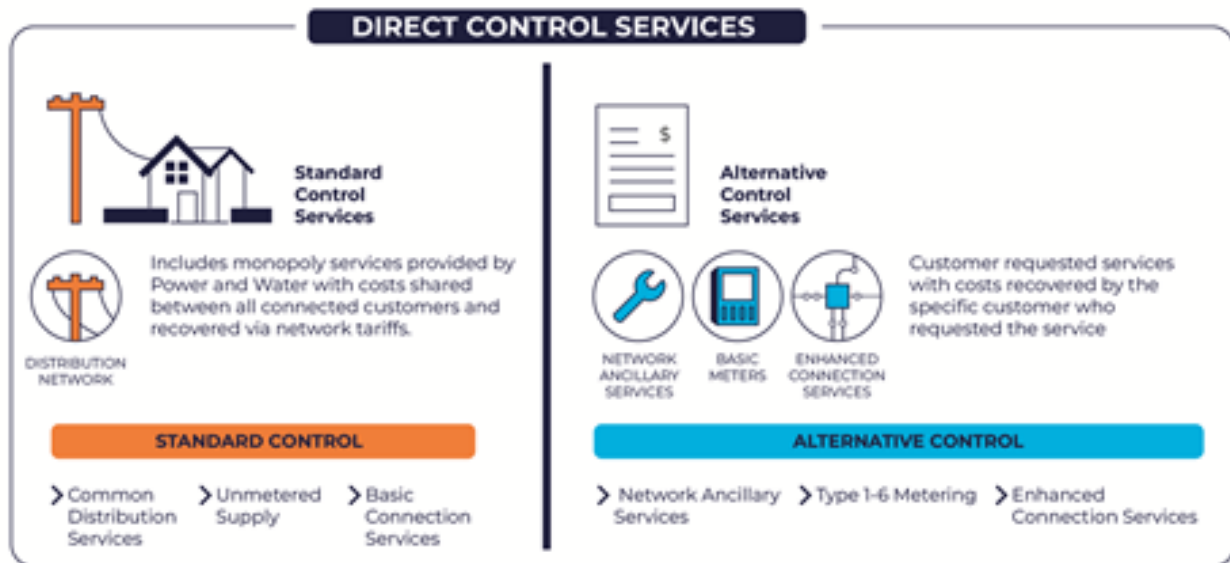 DIRECT CONTROL SERVICES
Standard
Control
Services
Includes monopoly services provided by
Power and Water with costs shared
between all connected customers and
recovered via network tariffs.
DISTRIBUTION
NETWORK
STANDARD CONTROL
Common
Distribution
Services
Unmetered
Supply
Basic
Connection
Services
$
Alternative
Control
Services
NETWORK
ANCILLARY
SERVICES
BASIC
METERS
ENHANCED
CONNECTION
SERVICES
Customer requested services
with costs recovered by the
specific customer who
requested the service
ALTERNATIVE CONTROL
Network Ancillary
Services
Type 1-6 Metering
Enhanced
Connection Services